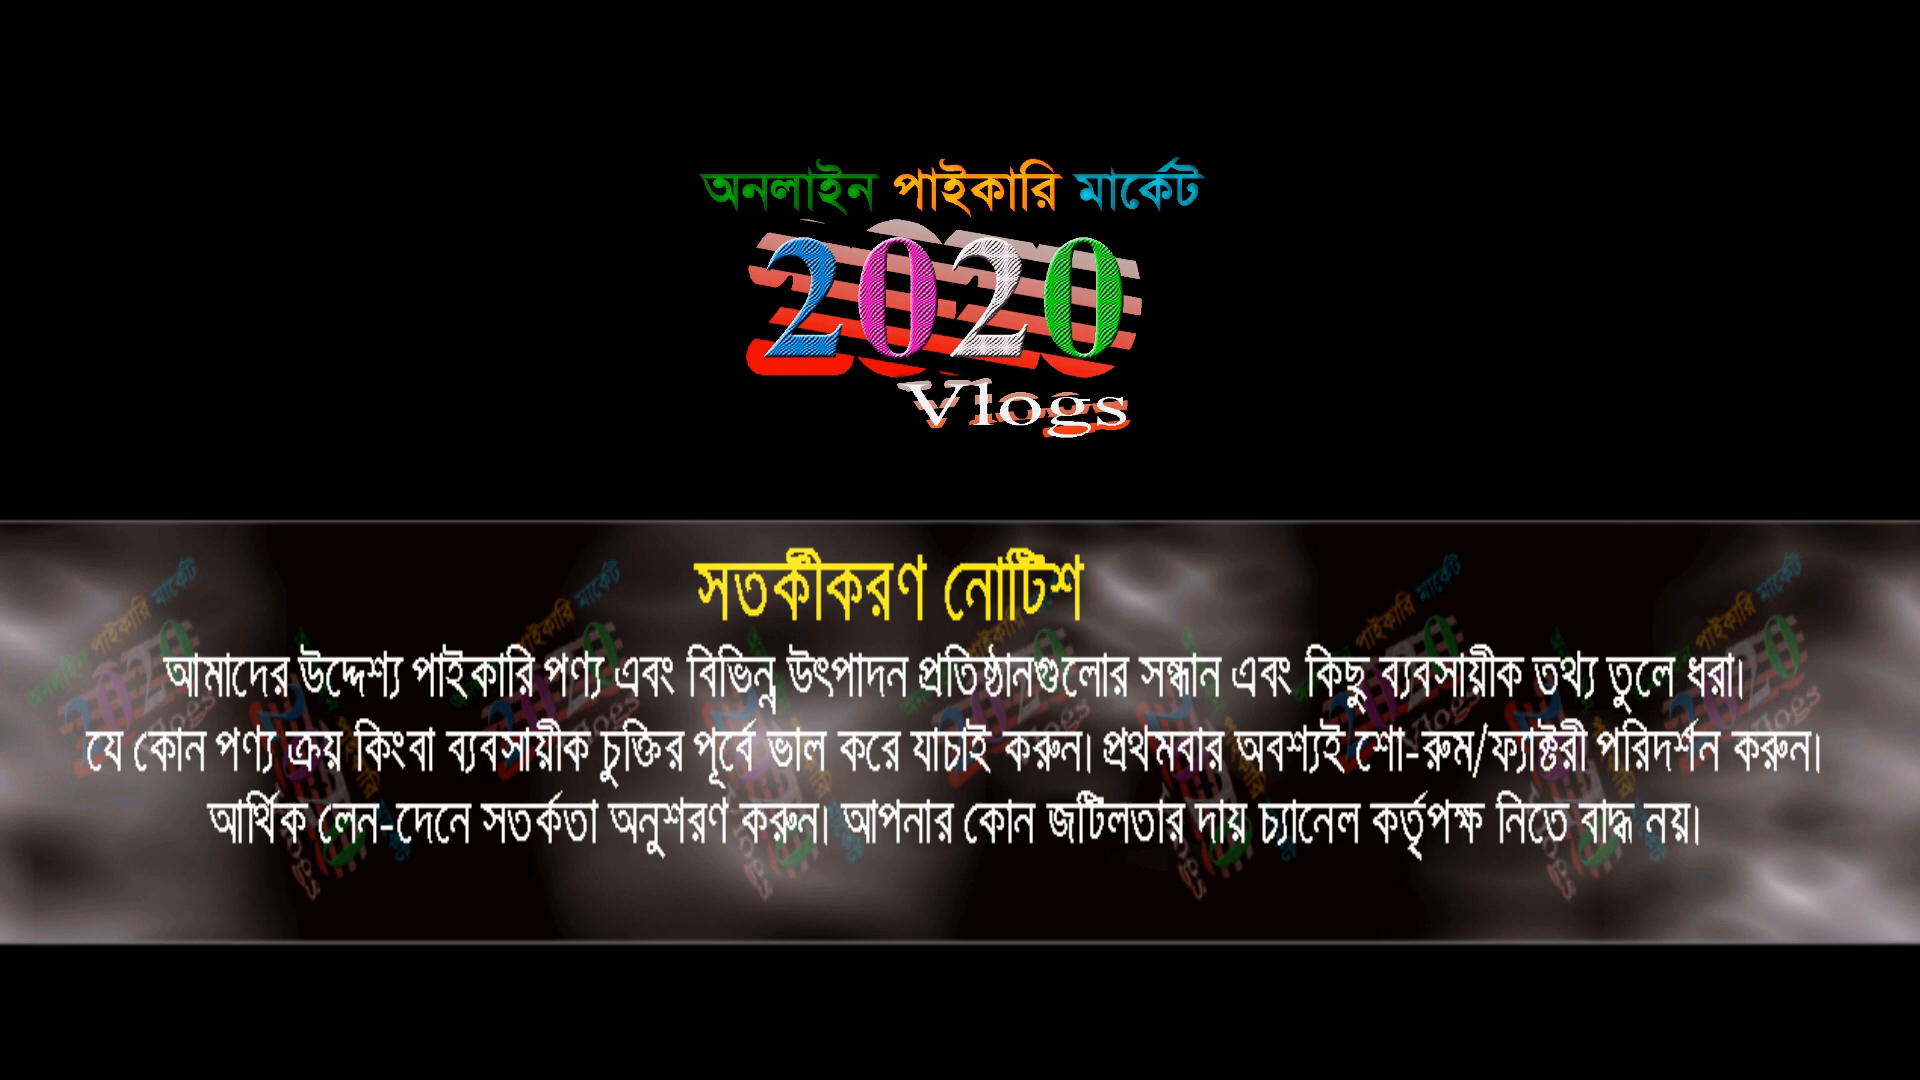 অনলাইন পাইকারি মার্কেট
2020
Vlogs
সতর্কীকরণ নোটিশ
আমাদের উদ্দেশ্য পাইকারি পণ্য এবং বিভিন্ন উৎপাদন প্রতিষ্ঠানগুলোর সন্ধান এবং কিছু ব্যবসায়ীক তথ্য তুলে ধরা।
যে কোন পণ্য ক্রয় কিংবা ব্যবসায়ীক চুক্তির পূর্বে ভাল করে যাচাই করুন। প্রথমবার অবশ্যই শো-রুম/ফ্যাক্টরী পরিদর্শন করুন।
আর্থিক লেন-দেনে সতর্কতা অনুশরণ করুন। আপনার কোন জটিলতার দায় চ্যানেল কর্তৃপক্ষ নিতে বাদ্ধ নয়।